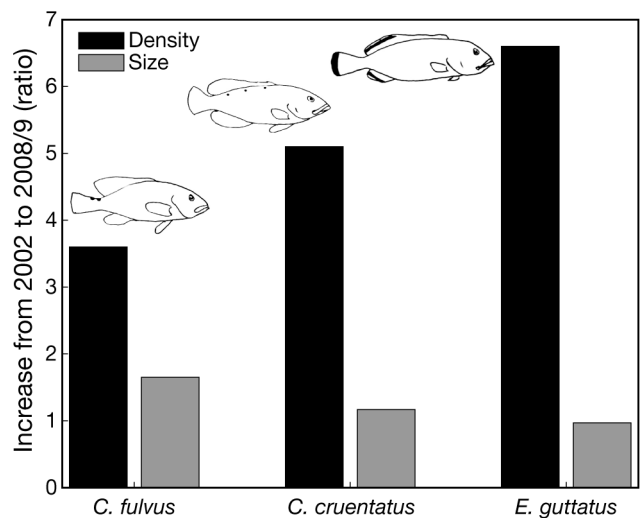 Increase from 2002 to 2008/9 (ratio)
7
6
5
4
3
2
1
0
Density
Size
C. fulvus
C. cruentatus
E. guttatus